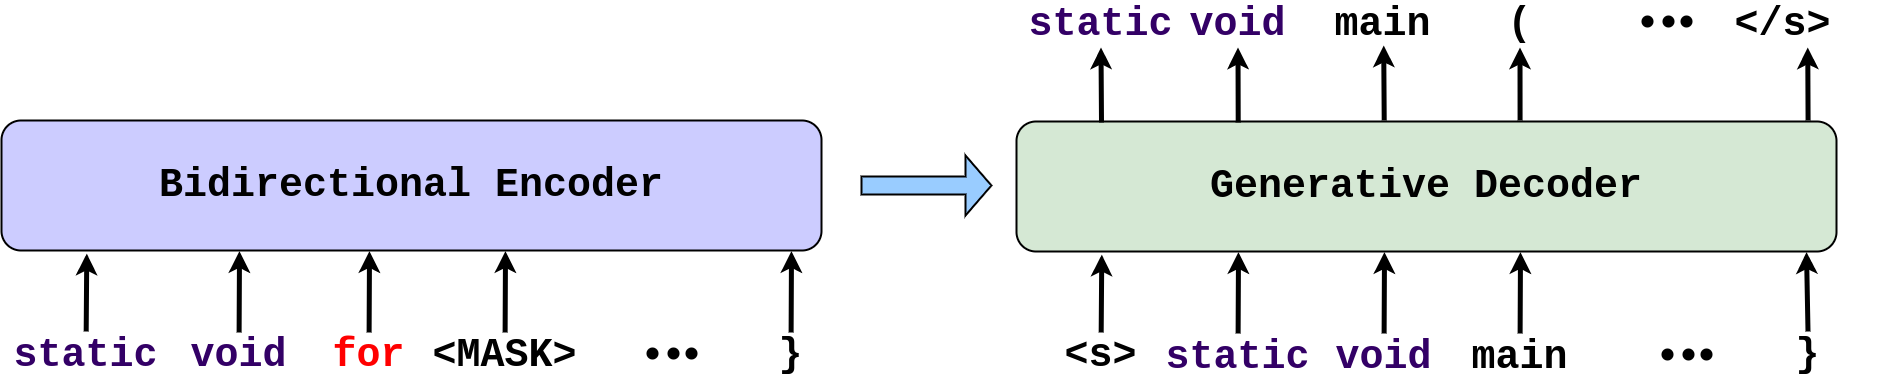 static void main ( ••• </s>
Bidirectional Encoder
Generative Decoder
static void for <MASK> ••• }
<s> static void main ••• }